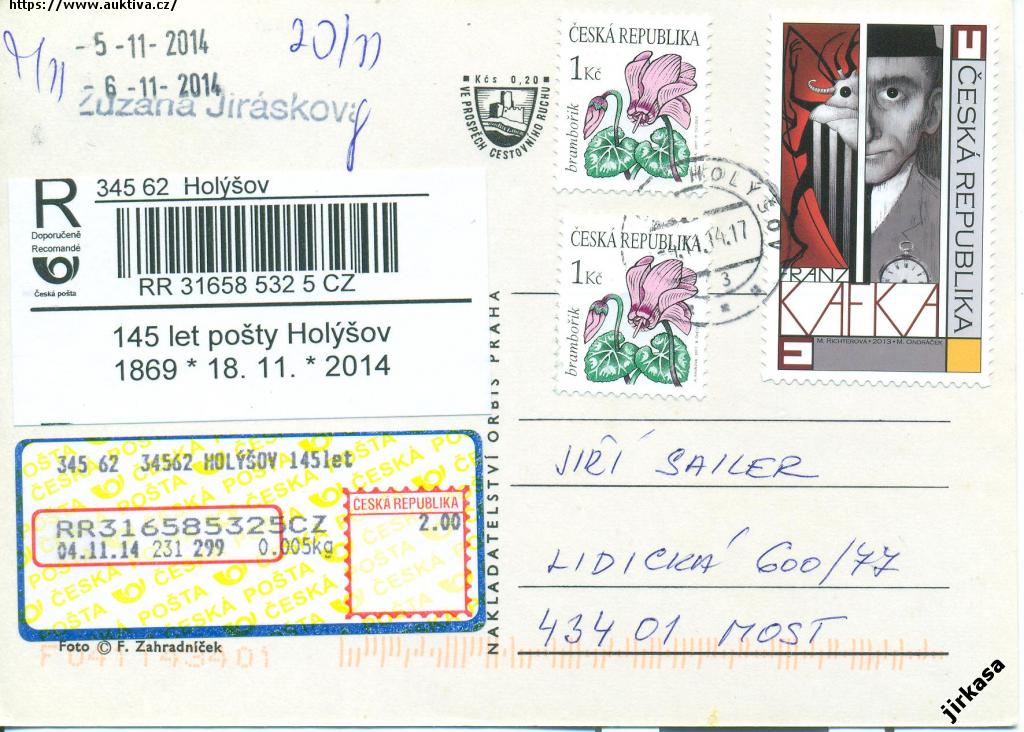 https://www.auktiva.cz/
- 5 -11- 2014
20/11
- 6 -11- 2014
Zuzana Jirásková
Kčs 0,20
VE PROSPĚCH CESTOVNÍHO RUCHU
ČESKÁ REPUBLIKA
1 Kč
brambořík
ČESKÁ REPUBLIKA
1 Kč
brambořík
ČESKÁ REPUBLIKA
FRANZ
KAFKA
M. RICHTEROVÁ • 2013 • M. ONDRÁČEK
R
Doporučeně
Recomandé
Česká pošta
345 62 Holýšov
RR 31658 532 5 CZ
145 let pošty Holýšov
1869 * 18. 11. * 2014
345 62 34562 HOLÝŠOV 145let
RR316585325CZ
04.11.14 231 299 0.005kg
ČESKÁ REPUBLIKA
2.00
ČESKÁ POŠTA
NAKLADATELSTVÍ ORBIS PRAHA
JIŘÍ SAILER
LIDICKÁ 600/77
434 01 MOST
Foto © F. Zahradníček
jirkasa